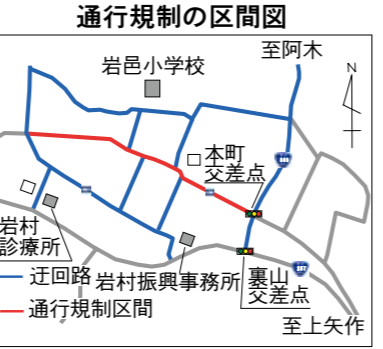 通行規制の区間図
至阿木
岩邑小学校
N
本町
交差点
岩村
診療所
迂回路
岩村振興事務所
裏山
交差点
通行規制区間
至上矢作